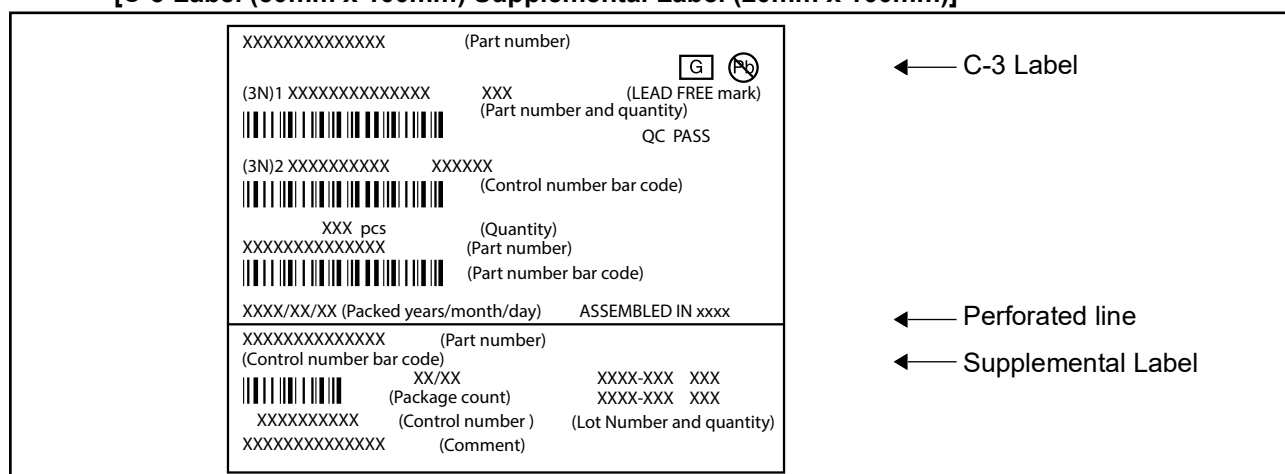 [C-3 Label Supplemental Label
XXXXXXXXXXXXXX (Part number)
G Pb
C-3 Label
(3N)1 XXXXXXXXXXXXXX XXX (LEAD FREE mark)
(Part number and quantity)
QC PASS
(3N)2 XXXXXXXXXX XXXXXX
(Control number bar code)
XXX pcs (Quantity)
XXXXXXXXXXXXXX (Part number)
(Part number bar code)
XXXX/XX/XX (Packed years/month/day) ASSEMBLED IN xxxx
Perforated line
XXXXXXXXXXXXXX (Part number)
(Control number bar code)
Supplemental Label
XX/XX XXXX-XXX XXX
(Package count) XXXX-XXX XXX
XXXXXXXXXX (Control number ) (Lot Number and quantity)
XXXXXXXXXXXXXX (Comment)